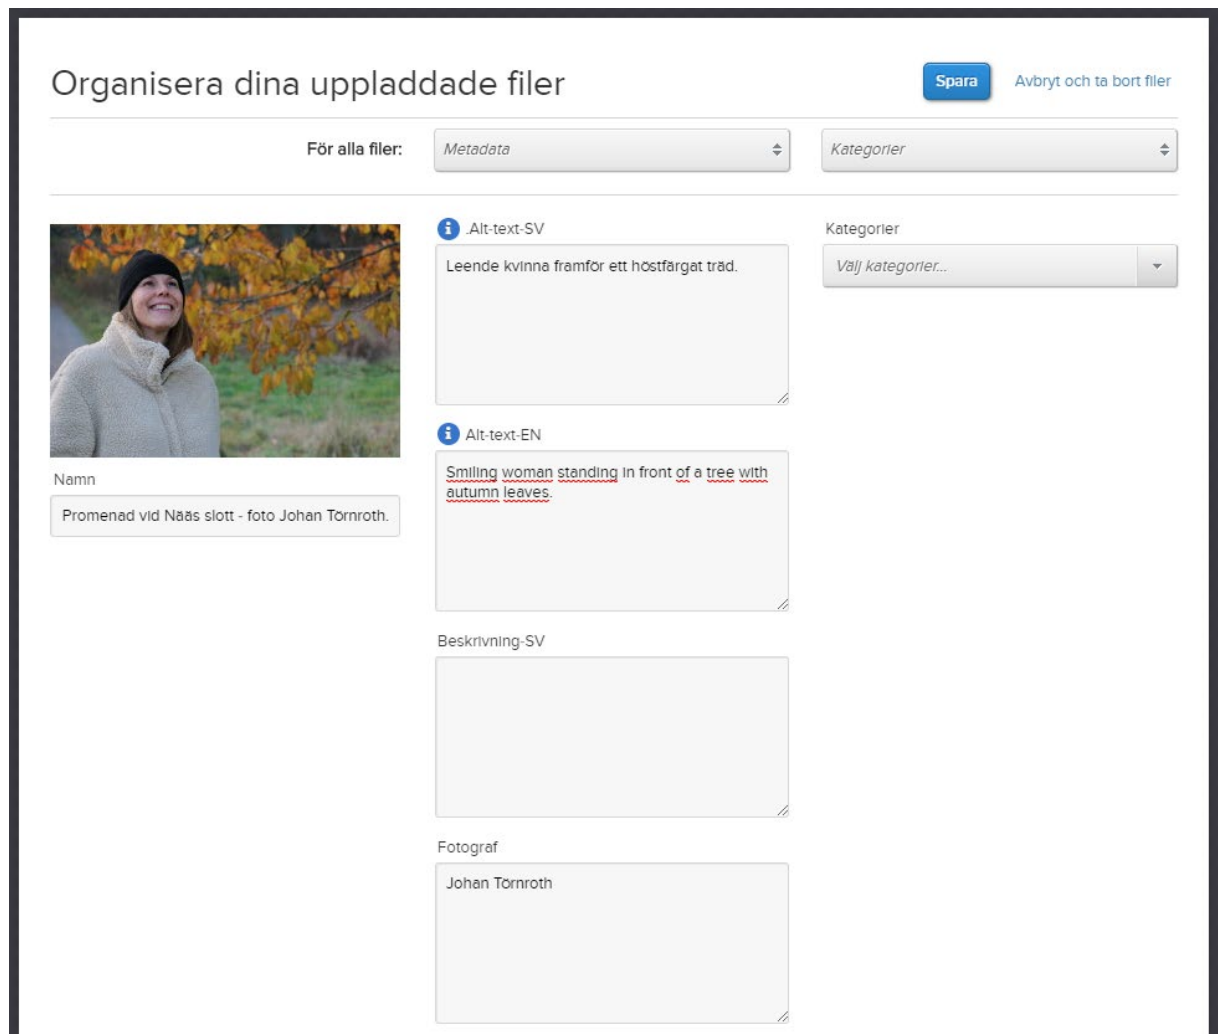 Organisera dina uppladdade filer
Spara
Avbryt och ta bort filer
För alla filer:
Metadata
Kategorier
.Alt-text-SV
Leende kvinna framför ett höstfärgat träd.
Kategorier
Välj kategorier...
Alt-text-EN
Smiling woman standing in front of a tree with
autumn leaves.
Namn
Promenad vid Nääs slott - foto Johan Törnroth.
Beskrivning-SV
Fotograf
Johan Törnroth